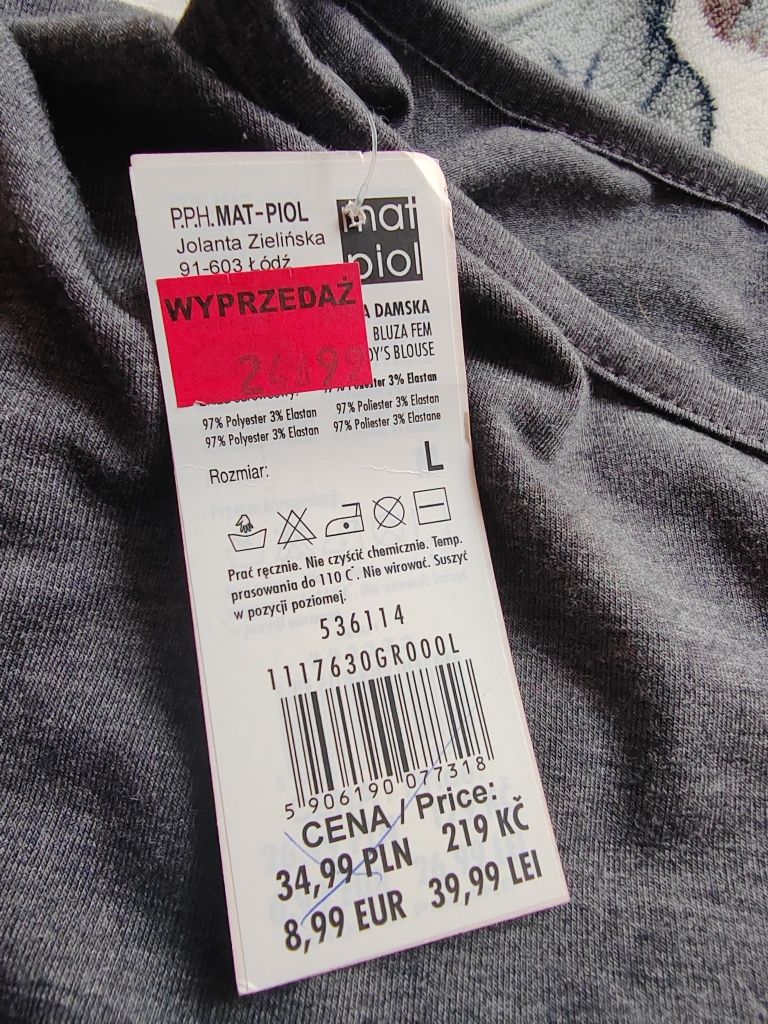 P.P.H.MAT-PIOL
Jolanta Zielińska
91-603 Łódź
mat
piol
WYPRZEDAŻ
24,99
A DAMSKA
BLUZA FEM
DY'S BLOUSE
3% Elastan
97% Polyester 3% Elastan
97% Poliester 3% Elastan
97% Polyester 3% Elastan
97% Poliester 3% Elastane
Rozmiar: L
Prać ręcznie. Nie czyścić chemicznie. Temp.
prasowania do 110 C°. Nie wirować. Suszyć
w pozycji poziomej.
536114
1117630GR000L
5 906190 077318
CENA / Price:
34,99 PLN 219 KČ
8,99 EUR 39,99 LEI